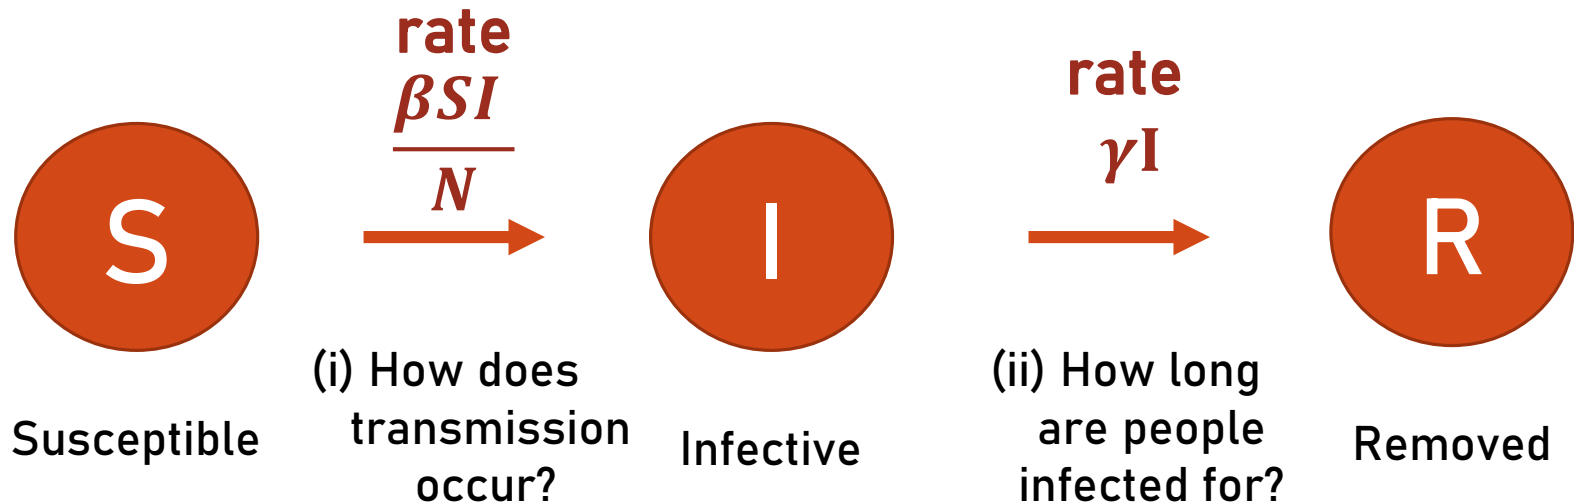 rate
βSI
N
rate
γI
S
I
R
(i) How does
transmission
occur?
(ii) How long
are people
infected for?
Susceptible
Infective
Removed